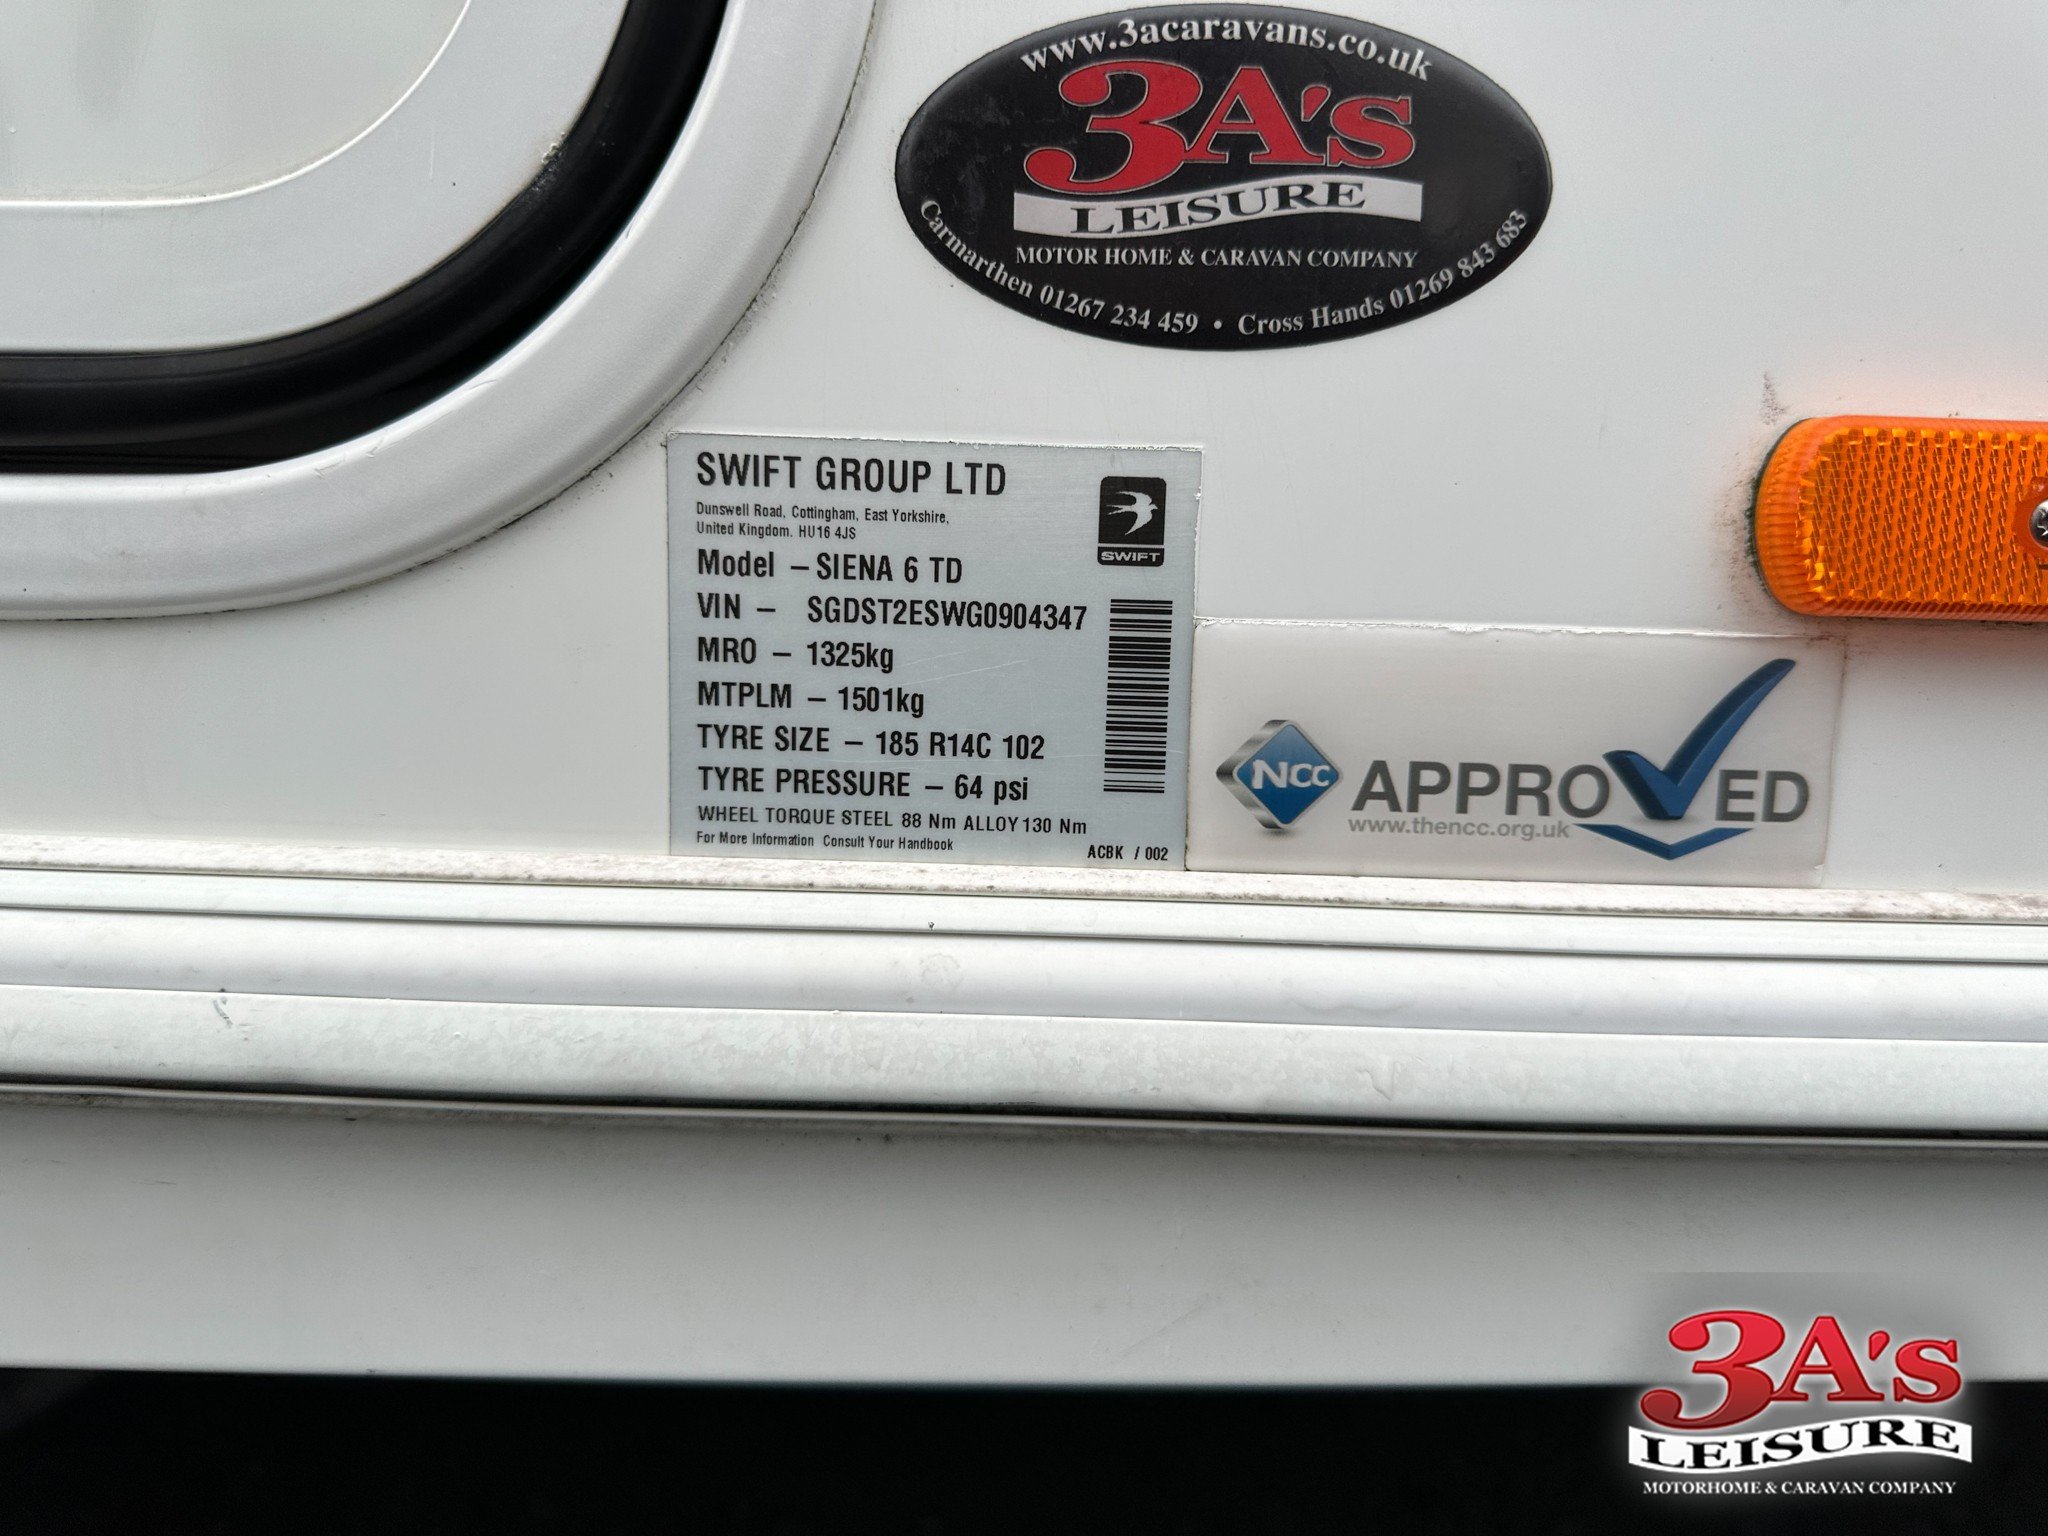 www.3acaravans.co.uk
3A's
LEISURE
MOTOR HOME & CARAVAN COMPANY
Carmarthen 01267 234 459 • Cross Hands 01269 843 683
SWIFT GROUP LTD
Dunswell Road, Cottingham, East Yorkshire,
United Kingdom. HU16 4JS
SWIFT
Model – SIENA 6 TD
VIN – SGDST2ESWG0904347
MRO – 1325kg
MTPLM – 1501kg
TYRE SIZE – 185 R14C 102
TYRE PRESSURE – 64 psi
WHEEL TORQUE STEEL 88 Nm ALLOY 130 Nm
For More Information Consult Your Handbook
ACBK / 002
NCC APPROVED
www.thencc.org.uk
3A's
LEISURE
MOTORHOME & CARAVAN COMPANY